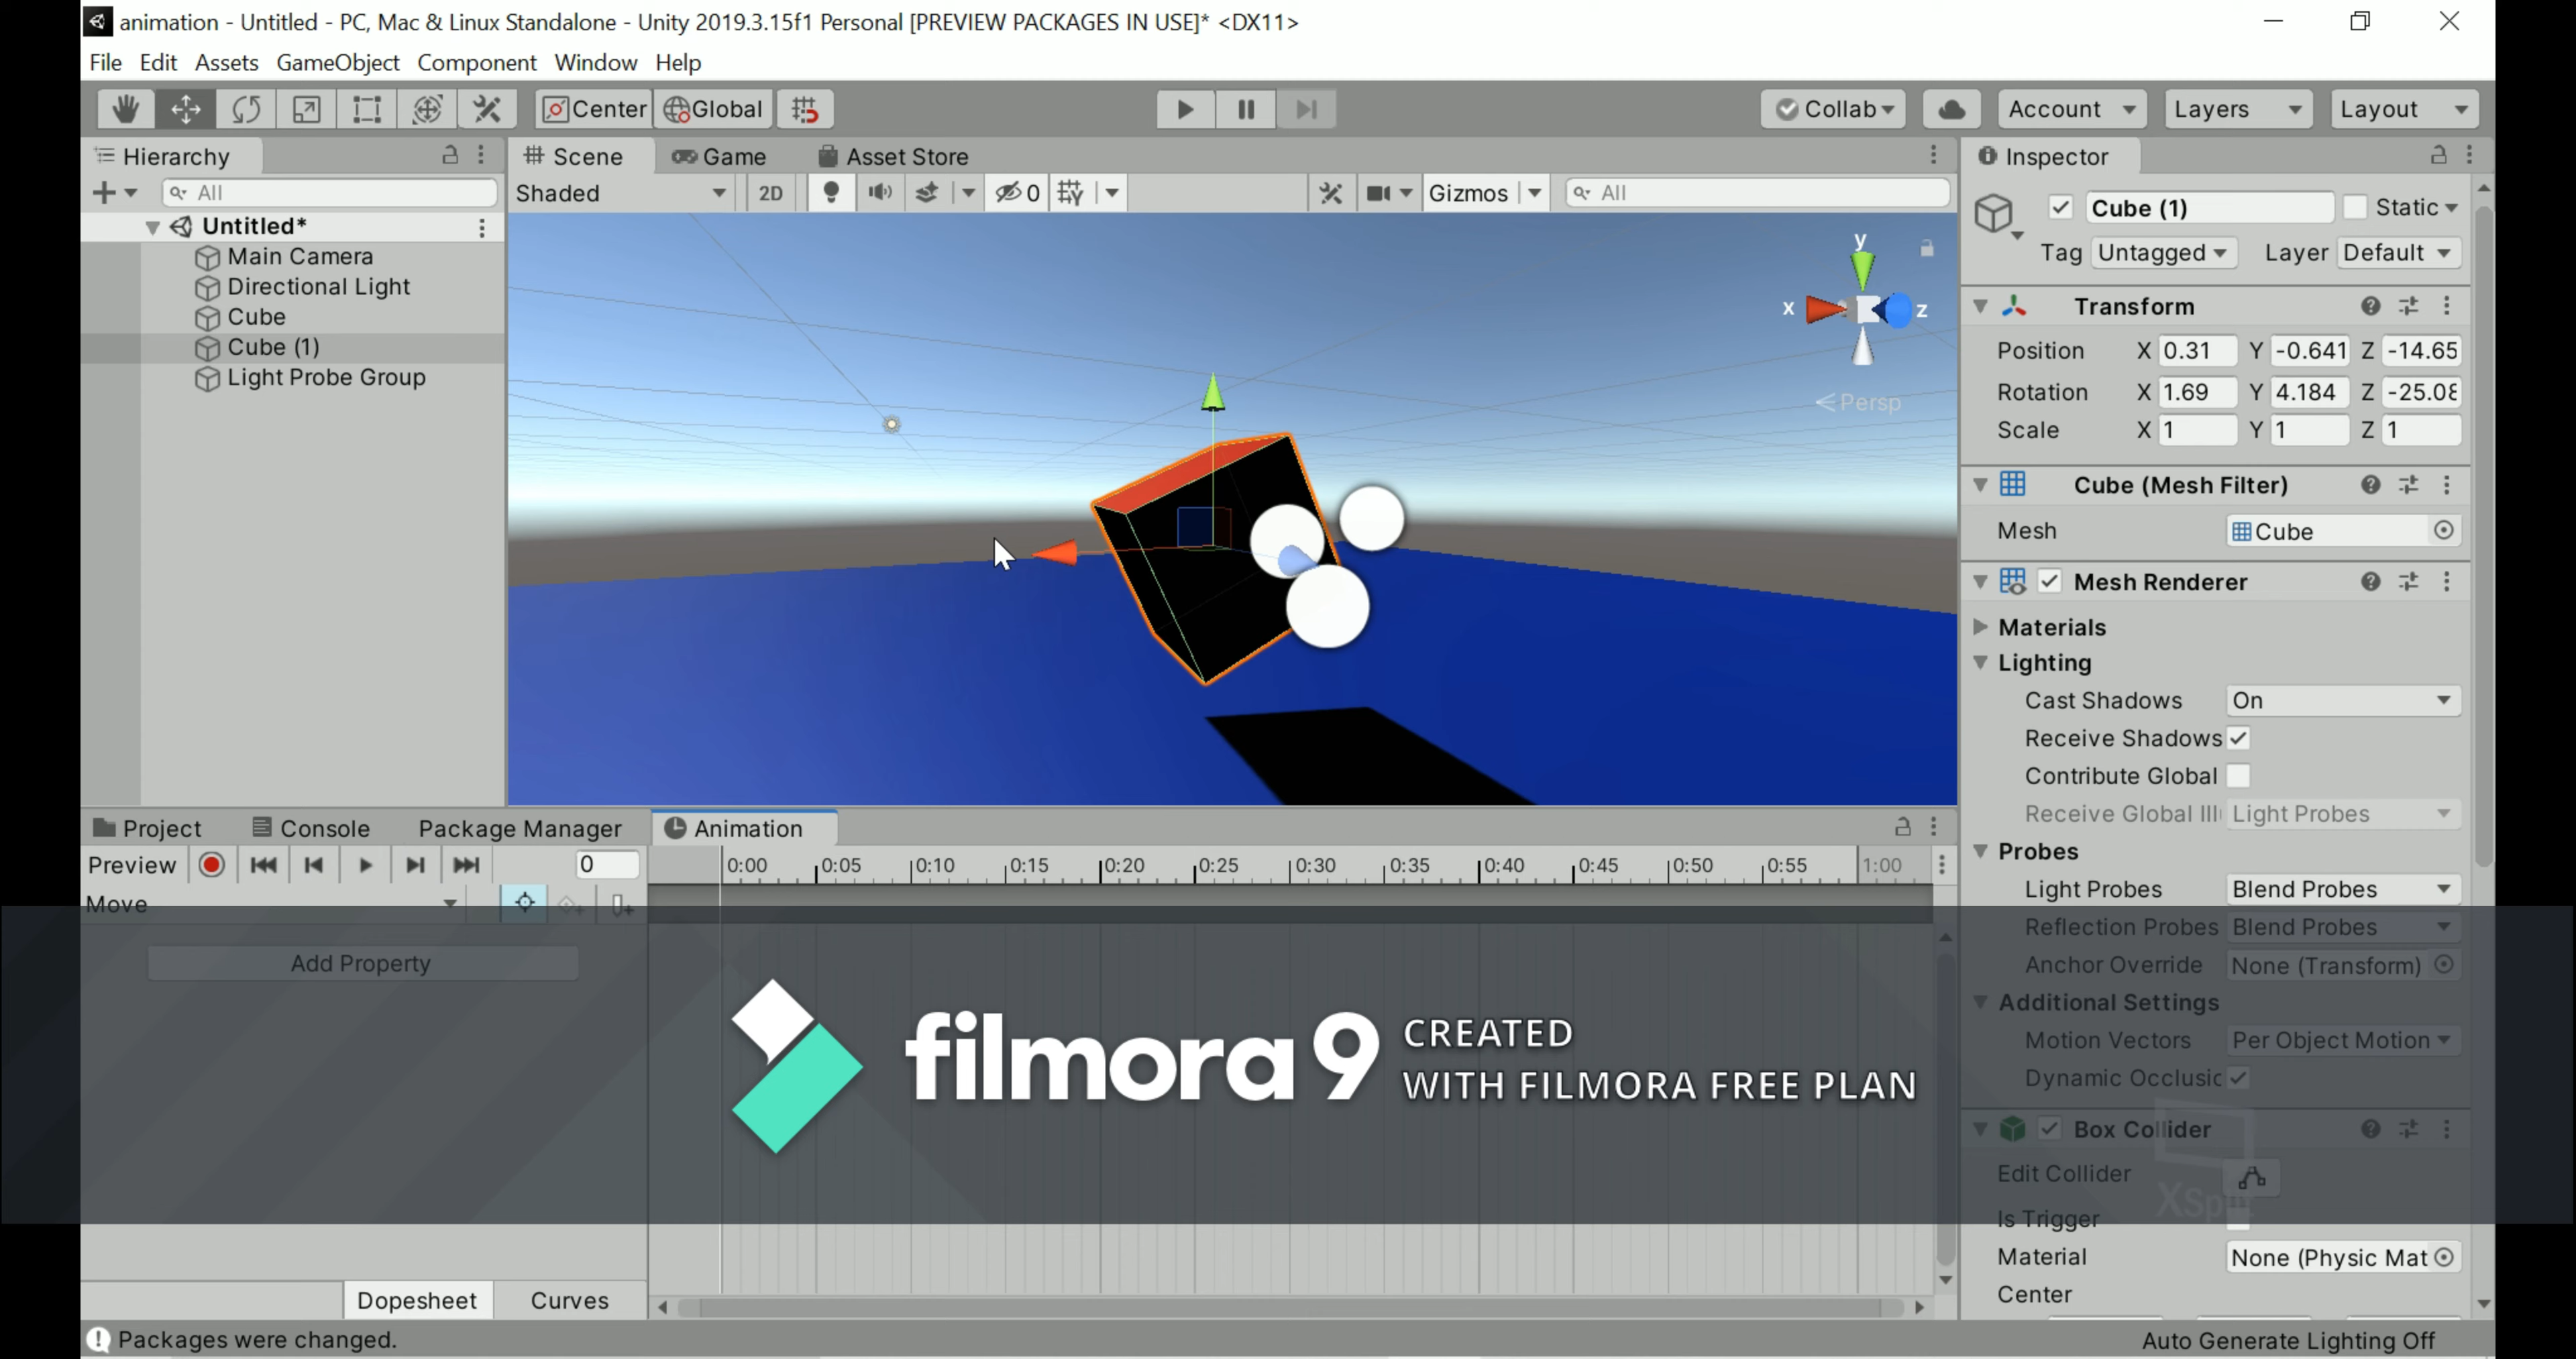 animation - Untitled - PC, Mac & Linux Standalone - Unity 2019.3.15f1 Personal [PREVIEW PACKAGES IN USE]* <DX11>
File Edit Assets GameObject Component Window Help
Center Global Collab Account Layers Layout
Hierarchy
All
Untitled*
Main Camera
Directional Light
Cube
Cube (1)
Light Probe Group
Scene Game Asset Store
Shaded 2D 0 Gizmos All
y
x z
Persp
Inspector
Cube (1) Static
Tag Untagged Layer Default
Transform
Position X 0.31 Y -0.641 Z -14.65
Rotation X 1.69 Y 4.184 Z -25.08
Scale X 1 Y 1 Z 1
Cube (Mesh Filter)
Mesh Cube
Mesh Renderer
Materials
Lighting
Cast Shadows On
Receive Shadows
Contribute Global
Receive Global Illu Light Probes
Probes
Light Probes Blend Probes
Reflection Probes Blend Probes
Anchor Override None (Transform)
Additional Settings
Motion Vectors Per Object Motion
Dynamic Occlusic
Box Collider
Edit Collider
Is Trigger
Material None (Physic Mat
Center
Project Console Package Manager Animation
Preview 0
0:00 0:05 0:10 0:15 0:20 0:25 0:30 0:35 0:40 0:45 0:50 0:55 1:00
Move
Add Property
filmora9
CREATED
WITH FILMORA FREE PLAN
Dopesheet Curves
Packages were changed.
Auto Generate Lighting Off